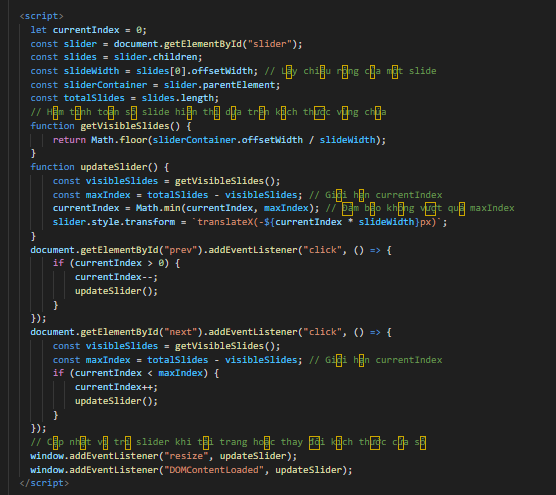 <script>
let currentIndex = 0;
const slider = document.getElementById("slider");
const slides = slider.children;
const slideWidth = slides[0].offsetWidth; // Lấy chiều rộng của một slide
const sliderContainer = slider.parentElement;
const totalSlides = slides.length;
// Hàm tính toán số slide hiển thị dựa trên kích thước vùng chứa
function getVisibleSlides() {
return Math.floor(sliderContainer.offsetWidth / slideWidth);
}
function updateSlider() {
const visibleSlides = getVisibleSlides();
const maxIndex = totalSlides - visibleSlides; // Giới hạn currentIndex
currentIndex = Math.min(currentIndex, maxIndex); // Đảm bảo không vượt quá maxIndex
slider.style.transform = `translateX(-${currentIndex * slideWidth}px)`;
}
document.getElementById("prev").addEventListener("click", () => {
if (currentIndex > 0) {
currentIndex--;
updateSlider();
}
});
document.getElementById("next").addEventListener("click", () => {
const visibleSlides = getVisibleSlides();
const maxIndex = totalSlides - visibleSlides; // Giới hạn currentIndex
if (currentIndex < maxIndex) {
currentIndex++;
updateSlider();
}
});
// Cập nhật vị trí slider khi tải trang hoặc thay đổi kích thước cửa sổ
window.addEventListener("resize", updateSlider);
window.addEventListener("DOMContentLoaded", updateSlider);
</script>